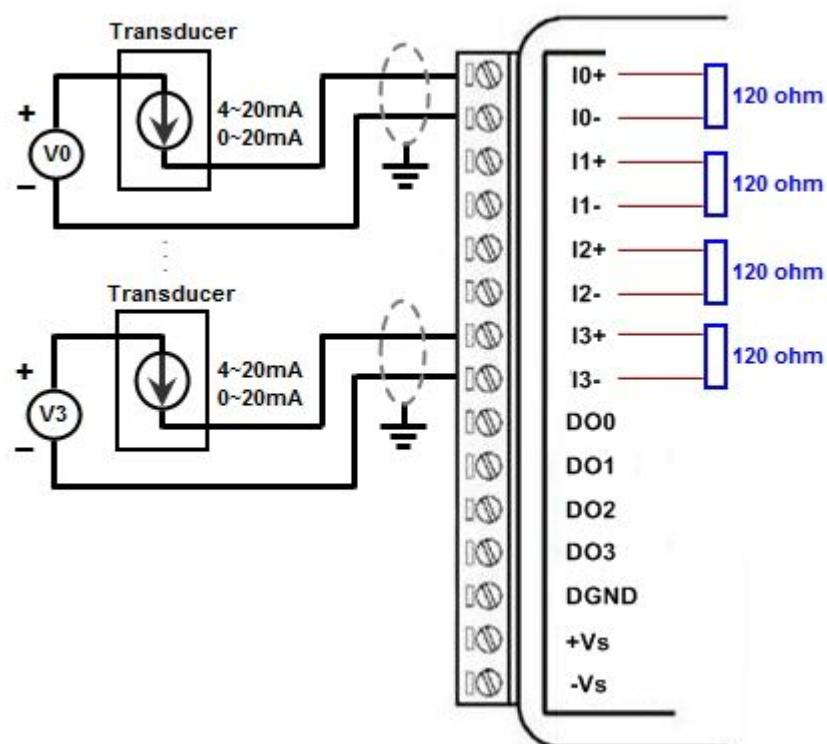 Transducer
+
V0
−
4~20mA
0~20mA
Transducer
+
V3
−
4~20mA
0~20mA
I0+
I0-
120 ohm
I1+
I1-
120 ohm
I2+
I2-
120 ohm
I3+
I3-
120 ohm
DO0
DO1
DO2
DO3
DGND
+Vs
-Vs